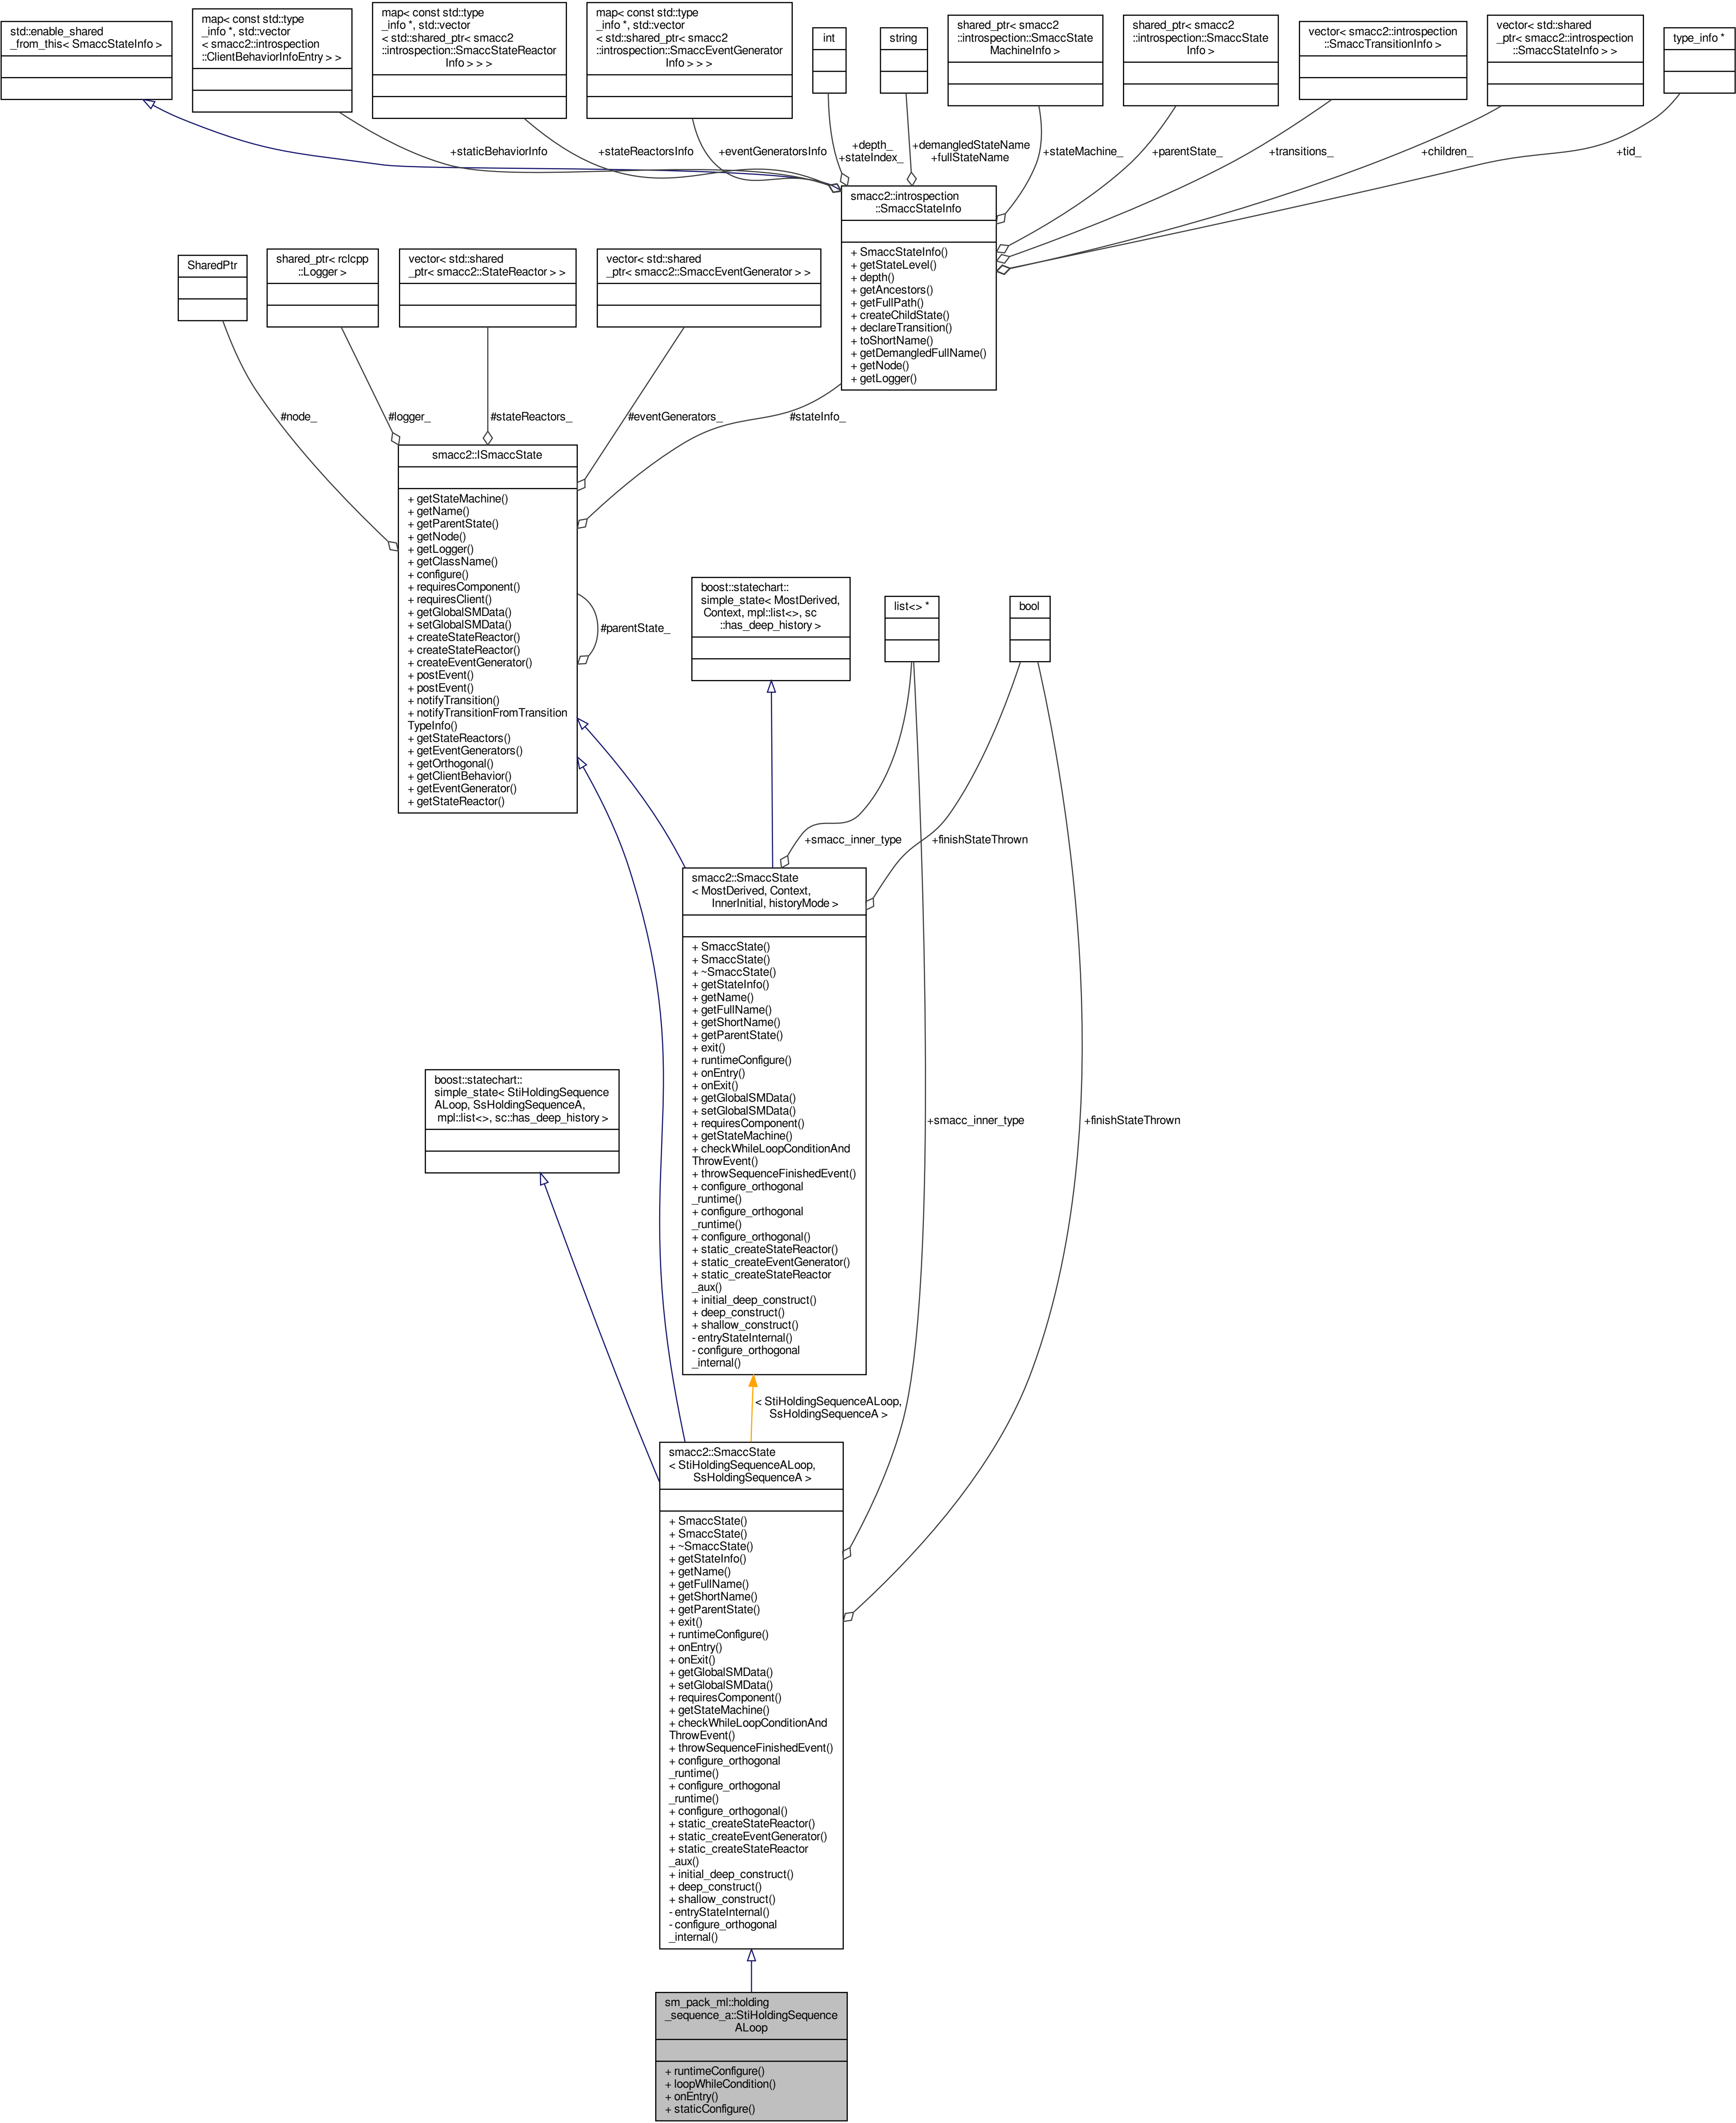 std::enable_shared
_from_this< SmaccStateInfo >
map< const std::type
_info *, std::vector
< smacc2::introspection
::ClientBehaviorInfoEntry > >
map< const std::type
_info *, std::vector
< std::shared_ptr< smacc2
::introspection::SmaccStateReactor
Info > > >
map< const std::type
_info *, std::vector
< std::shared_ptr< smacc2
::introspection::SmaccEventGenerator
Info > > >
int
string
shared_ptr< smacc2
::introspection::SmaccState
MachineInfo >
shared_ptr< smacc2
::introspection::SmaccState
Info >
vector< smacc2::introspection
::SmaccTransitionInfo >
vector< std::shared
_ptr< smacc2::introspection
::SmaccStateInfo > >
type_info *
+staticBehaviorInfo
+stateReactorsInfo
+eventGeneratorsInfo
+depth_
+stateIndex_
+demangledStateName
+fullStateName
+stateMachine_
+parentState_
+transitions_
+children_
+tid_
smacc2::introspection
::SmaccStateInfo
+ SmaccStateInfo()
+ getStateLevel()
+ depth()
+ getAncestors()
+ getFullPath()
+ createChildState()
+ declareTransition()
+ toShortName()
+ getDemangledFullName()
+ getNode()
+ getLogger()
SharedPtr
shared_ptr< rclcpp
::Logger >
vector< std::shared
_ptr< smacc2::StateReactor > >
vector< std::shared
_ptr< smacc2::SmaccEventGenerator > >
#node_
#logger_
#stateReactors_
#eventGenerators_
#stateInfo_
smacc2::ISmaccState
+ getStateMachine()
+ getName()
+ getParentState()
+ getNode()
+ getLogger()
+ getClassName()
+ configure()
+ requiresComponent()
+ requiresClient()
+ getGlobalSMData()
+ setGlobalSMData()
+ createStateReactor()
+ createStateReactor()
+ createEventGenerator()
+ postEvent()
+ postEvent()
+ notifyTransition()
+ notifyTransitionFromTransition
TypeInfo()
+ getStateReactors()
+ getEventGenerators()
+ getOrthogonal()
+ getClientBehavior()
+ getEventGenerator()
+ getStateReactor()
#parentState_
boost::statechart::
simple_state< MostDerived,
Context, mpl::list<>, sc
::has_deep_history >
list<> *
bool
+smacc_inner_type
+finishStateThrown
smacc2::SmaccState
< MostDerived, Context,
InnerInitial, historyMode >
+ SmaccState()
+ SmaccState()
+ ~SmaccState()
+ getStateInfo()
+ getName()
+ getFullName()
+ getShortName()
+ getParentState()
+ exit()
+ runtimeConfigure()
+ onEntry()
+ onExit()
+ getGlobalSMData()
+ setGlobalSMData()
+ requiresComponent()
+ getStateMachine()
+ checkWhileLoopConditionAnd
ThrowEvent()
+ throwSequenceFinishedEvent()
+ configure_orthogonal
_runtime()
+ configure_orthogonal
_runtime()
+ configure_orthogonal()
+ static_createStateReactor()
+ static_createEventGenerator()
+ static_createStateReactor
_aux()
+ initial_deep_construct()
+ deep_construct()
+ shallow_construct()
- entryStateInternal()
- configure_orthogonal
_internal()
boost::statechart::
simple_state< StiHoldingSequence
ALoop, SsHoldingSequenceA,
mpl::list<>, sc::has_deep_history >
+smacc_inner_type
+finishStateThrown
< StiHoldingSequenceALoop,
SsHoldingSequenceA >
smacc2::SmaccState
< StiHoldingSequenceALoop,
SsHoldingSequenceA >
+ SmaccState()
+ SmaccState()
+ ~SmaccState()
+ getStateInfo()
+ getName()
+ getFullName()
+ getShortName()
+ getParentState()
+ exit()
+ runtimeConfigure()
+ onEntry()
+ onExit()
+ getGlobalSMData()
+ setGlobalSMData()
+ requiresComponent()
+ getStateMachine()
+ checkWhileLoopConditionAnd
ThrowEvent()
+ throwSequenceFinishedEvent()
+ configure_orthogonal
_runtime()
+ configure_orthogonal
_runtime()
+ configure_orthogonal()
+ static_createStateReactor()
+ static_createEventGenerator()
+ static_createStateReactor
_aux()
+ initial_deep_construct()
+ deep_construct()
+ shallow_construct()
- entryStateInternal()
- configure_orthogonal
_internal()
sm_pack_ml::holding
_sequence_a::StiHoldingSequence
ALoop
+ runtimeConfigure()
+ loopWhileCondition()
+ onEntry()
+ staticConfigure()